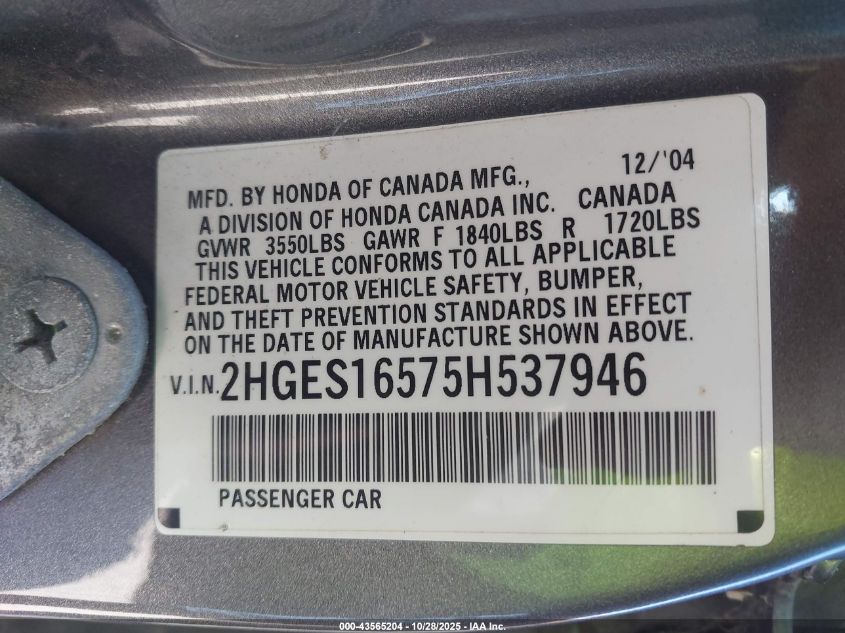 12/'04
MFD. BY HONDA OF CANADA MFG.,
A DIVISION OF HONDA CANADA INC. CANADA
GVWR 3550LBS GAWR F 1840LBS R 1720LBS
THIS VEHICLE CONFORMS TO ALL APPLICABLE
FEDERAL MOTOR VEHICLE SAFETY, BUMPER,
AND THEFT PREVENTION STANDARDS IN EFFECT
ON THE DATE OF MANUFACTURE SHOWN ABOVE.
V.I.N. 2HGES16575H537946
PASSENGER CAR
000-43565204 - 10/28/2025 - IAA Inc.